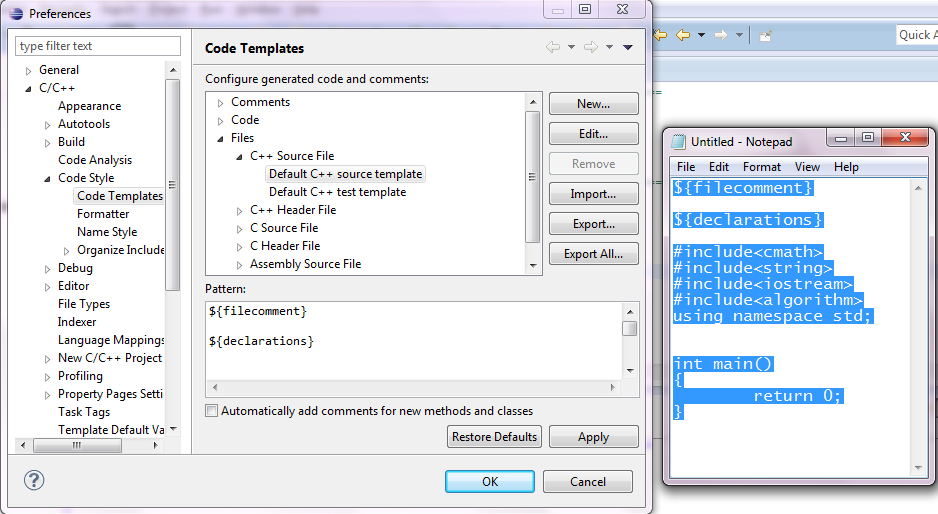 Preferences
type filter text
General
C/C++
Appearance
Autotools
Build
Code Analysis
Code Style
Code Templates
Formatter
Name Style
Organize Include
Debug
Editor
File Types
Indexer
Language Mappings
New C/C++ Project
Profiling
Property Pages Setti
Task Tags
Template Default Va
Code Templates
Configure generated code and comments:
Comments
Code
Files
C++ Source File
Default C++ source template
Default C++ test template
C++ Header File
C Source File
C Header File
Assembly Source File
New...
Edit...
Remove
Import...
Export...
Export All...
Pattern:
${filecomment}
${declarations}
Automatically add comments for new methods and classes
Restore Defaults
Apply
?
OK
Cancel
Quick A
Untitled - Notepad
File Edit Format View Help
${filecomment}
${declarations}
#include<cmath>
#include<string>
#include<iostream>
#include<algorithm>
using namespace std;
int main()
{
return 0;
}